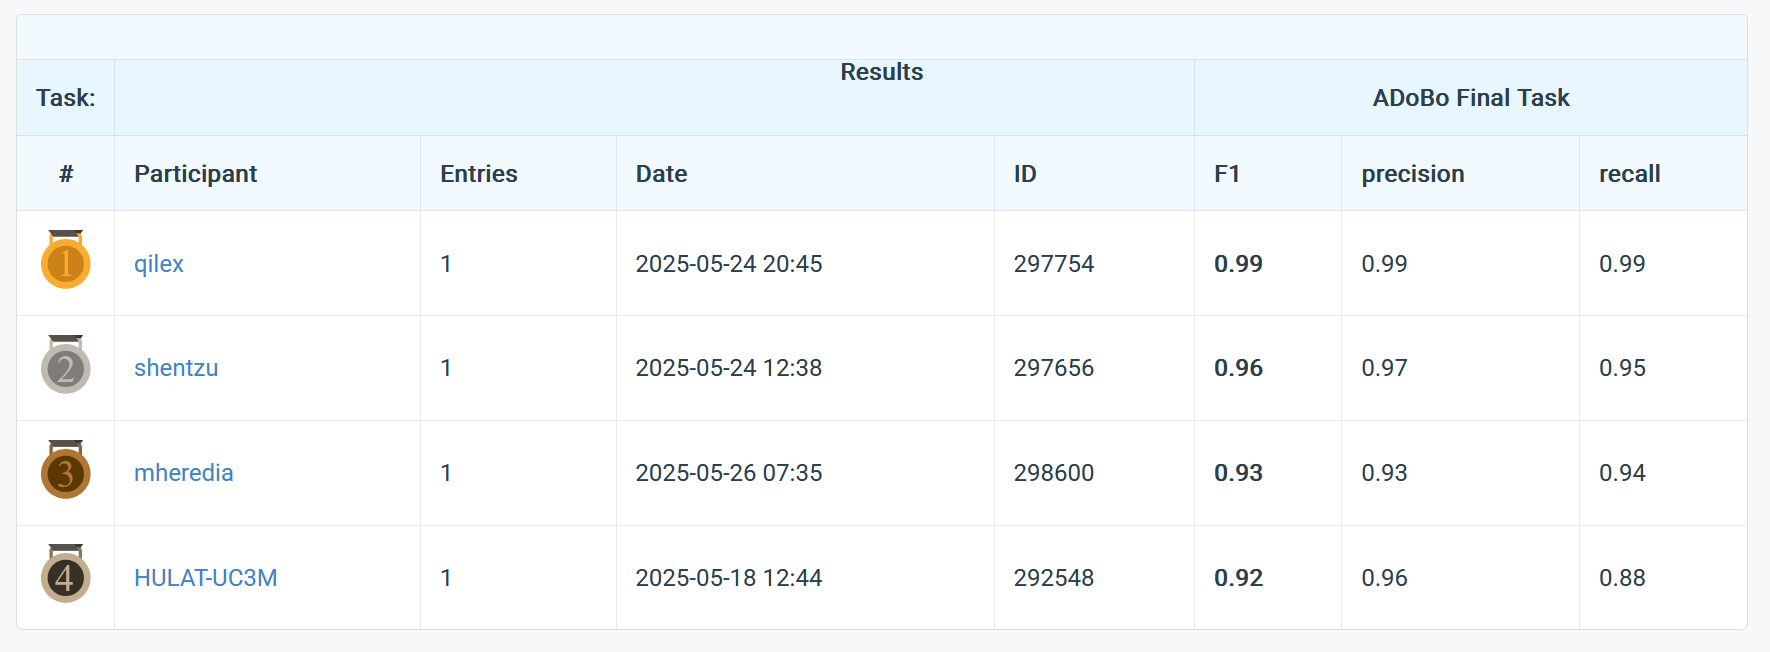 Results
Task: ADoBo Final Task
# Participant Entries Date ID F1 precision recall
1 qilex 1 2025-05-24 20:45 297754 0.99 0.99 0.99
2 shentzu 1 2025-05-24 12:38 297656 0.96 0.97 0.95
3 mheredia 1 2025-05-26 07:35 298600 0.93 0.93 0.94
4 HULAT-UC3M 1 2025-05-18 12:44 292548 0.92 0.96 0.88